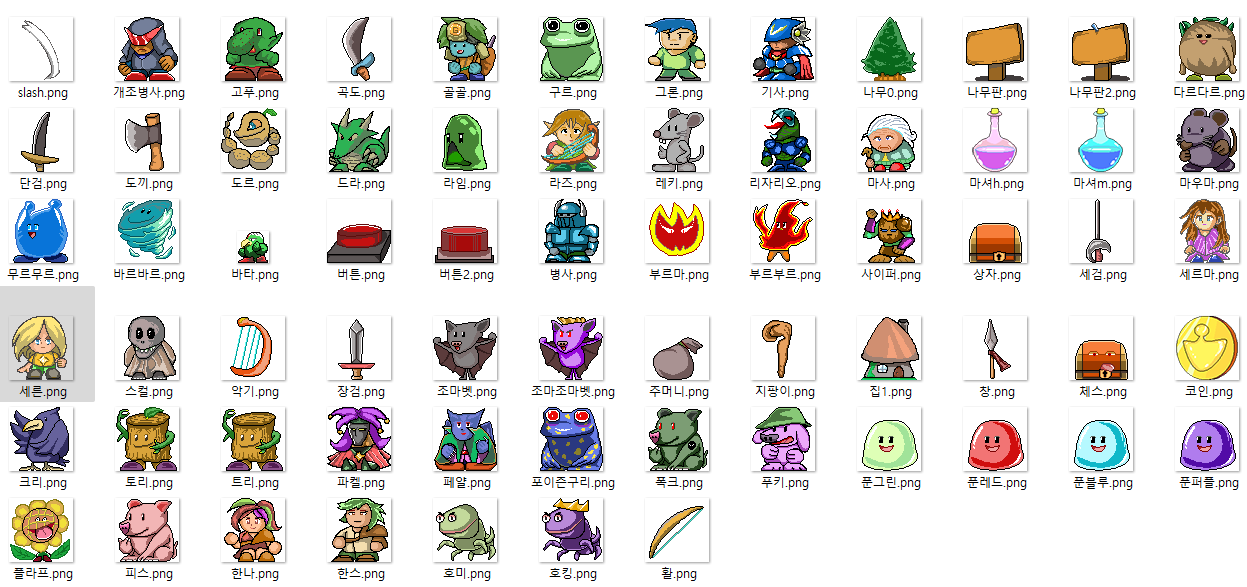 slash.png 개조병사.png 고푸.png 곡도.png 골골.png 구르.png 그론.png 기사.png 나무0.png 나무판.png 나무판2.png 다르다르.png
단검.png 도끼.png 도르.png 드라.png 라임.png 라즈.png 레키.png 리자리오.png 마사.png 마셔h.png 마셔m.png 마우마.png
무르무르.png 바르바르.png 바타.png 버튼.png 버튼2.png 병사.png 부르마.png 부르부르.png 사이퍼.png 상자.png 세검.png 세르마.png
세른.png 스컬.png 악기.png 장검.png 조마벳.png 조마조마벳.png 주머니.png 지팡이.png 집1.png 창.png 체스.png 코인.png
크리.png 토리.png 트리.png 파켈.png 페얄.png 포이즌구리.png 폭크.png 푸키.png 푼그린.png 푼레드.png 푼블루.png 푼퍼플.png
플라프.png 피스.png 한나.png 한스.png 호미.png 호킹.png 활.png